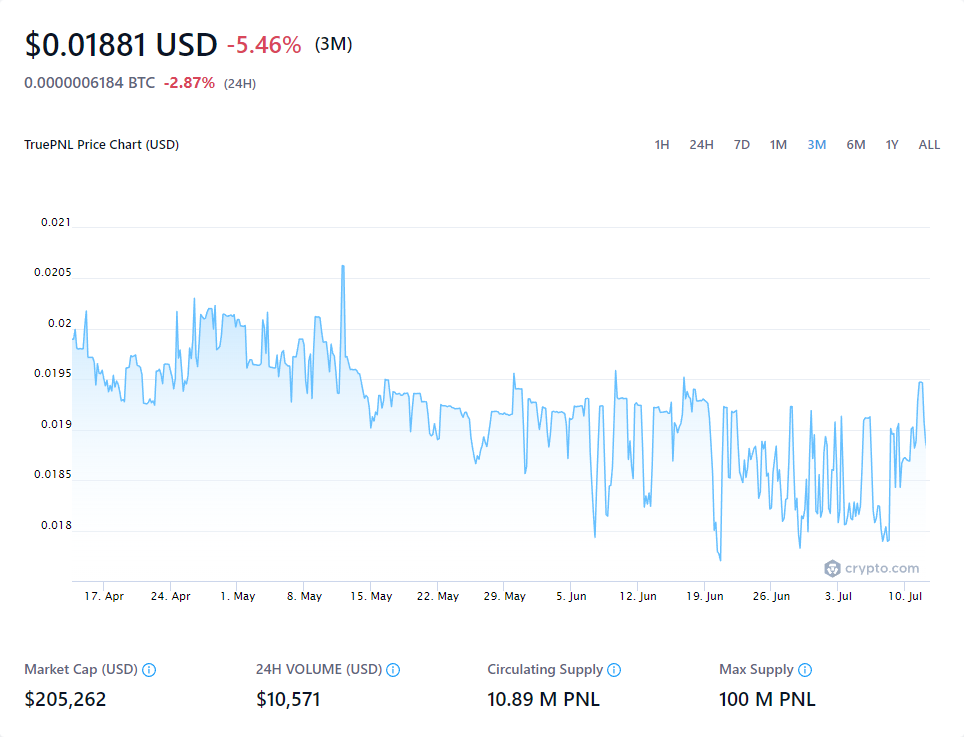 $0.01881 USD -5.46% (3M)
0.0000006184 BTC -2.87% (24H)
TruePNL Price Chart (USD) 1H 24H 7D 1M 3M 6M 1Y ALL
0.021
0.0205
0.02
0.0195
0.019
0.0185
0.018
crypto.com
17. Apr 24. Apr 1. May 8. May 15. May 22. May 29. May 5. Jun 12. Jun 19. Jun 26. Jun 3. Jul 10. Jul
Market Cap (USD) 24H VOLUME (USD) Circulating Supply Max Supply
$205,262 $10,571 10.89 M PNL 100 M PNL